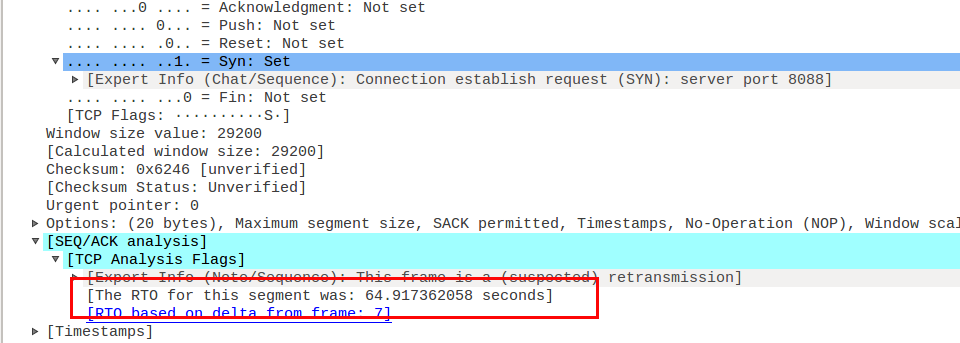 .... ...0 .... = Acknowledgment: Not set
.... .... 0... = Push: Not set
.... .... .0.. = Reset: Not set
.... .... ..1. = Syn: Set
[Expert Info (Chat/Sequence): Connection establish request (SYN): server port 8088]
.... .... ...0 = Fin: Not set
[TCP Flags: ··········S·]
Window size value: 29200
[Calculated window size: 29200]
Checksum: 0x6246 [unverified]
[Checksum Status: Unverified]
Urgent pointer: 0
Options: (20 bytes), Maximum segment size, SACK permitted, Timestamps, No-Operation (NOP), Window scal
[SEQ/ACK analysis]
[TCP Analysis Flags]
[Expert Info (Note/Sequence): This frame is a (suspected) retransmission]
[The RTO for this segment was: 64.917362058 seconds]
[RTO based on delta from frame: 7]
[Timestamps]